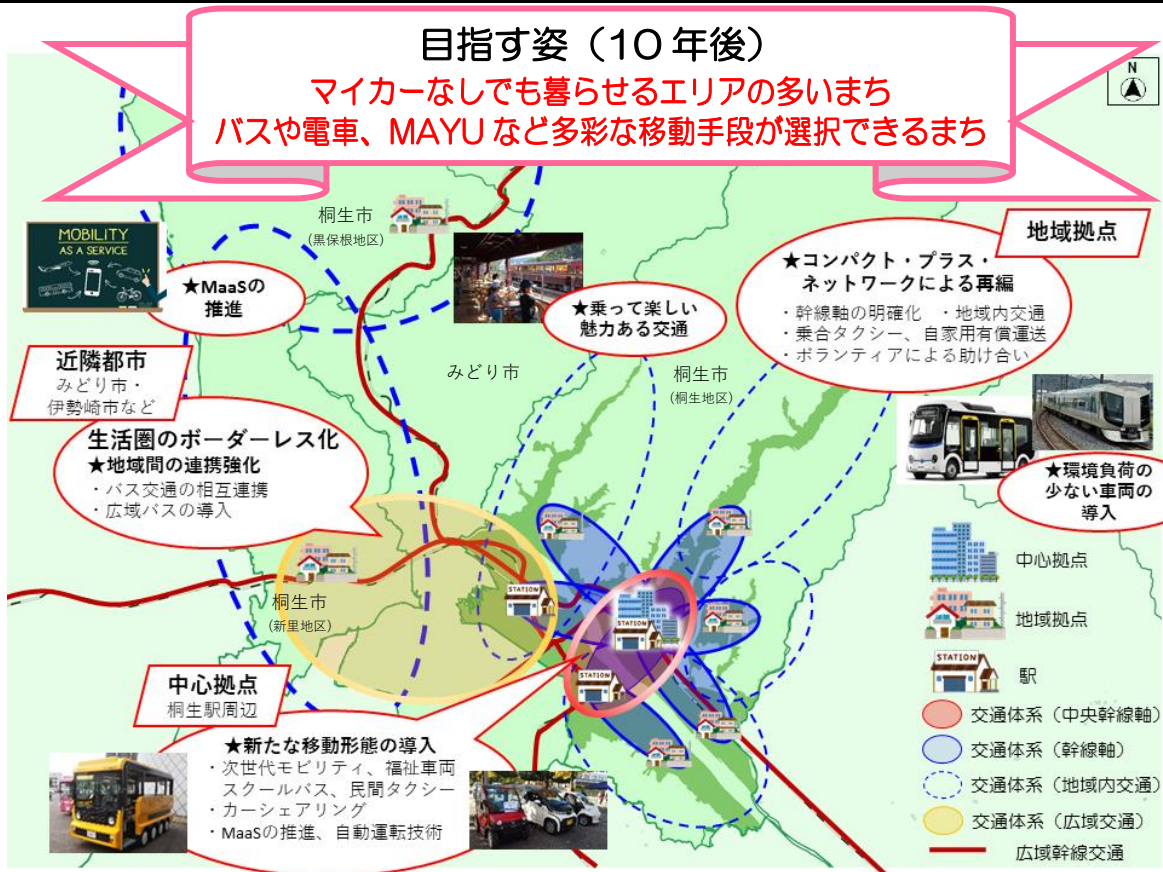 目指す姿（10年後）
マイカーなしでも暮らせるエリアの多いまち
バスや電車、MAYUなど多彩な移動手段が選択できるまち
N
MOBILITY
AS A SERVICE
★MaaSの
推進
桐生市
(黒保根地区)
★乗って楽しい
魅力ある交通
地域拠点
★コンパクト・プラス・
ネットワークによる再編
・幹線軸の明確化　・地域内交通
・乗合タクシー、自家用有償運送
・ボランティアによる助け合い
近隣都市
みどり市・
伊勢崎市など
みどり市
桐生市
(桐生地区)
生活圏のボーダーレス化
★地域間の連携強化
・バス交通の相互連携
・広域バスの導入
★環境負荷の
少ない車両の
導入
桐生市
(新里地区)
STATION
STATION
STATION
中心拠点
桐生駅周辺
★新たな移動形態の導入
・次世代モビリティ、福祉車両
スクールバス、民間タクシー
・カーシェアリング
・MaaSの推進、自動運転技術
中心拠点
地域拠点
STATION
駅
交通体系（中央幹線軸）
交通体系（幹線軸）
交通体系（地域内交通）
交通体系（広域交通）
広域幹線交通